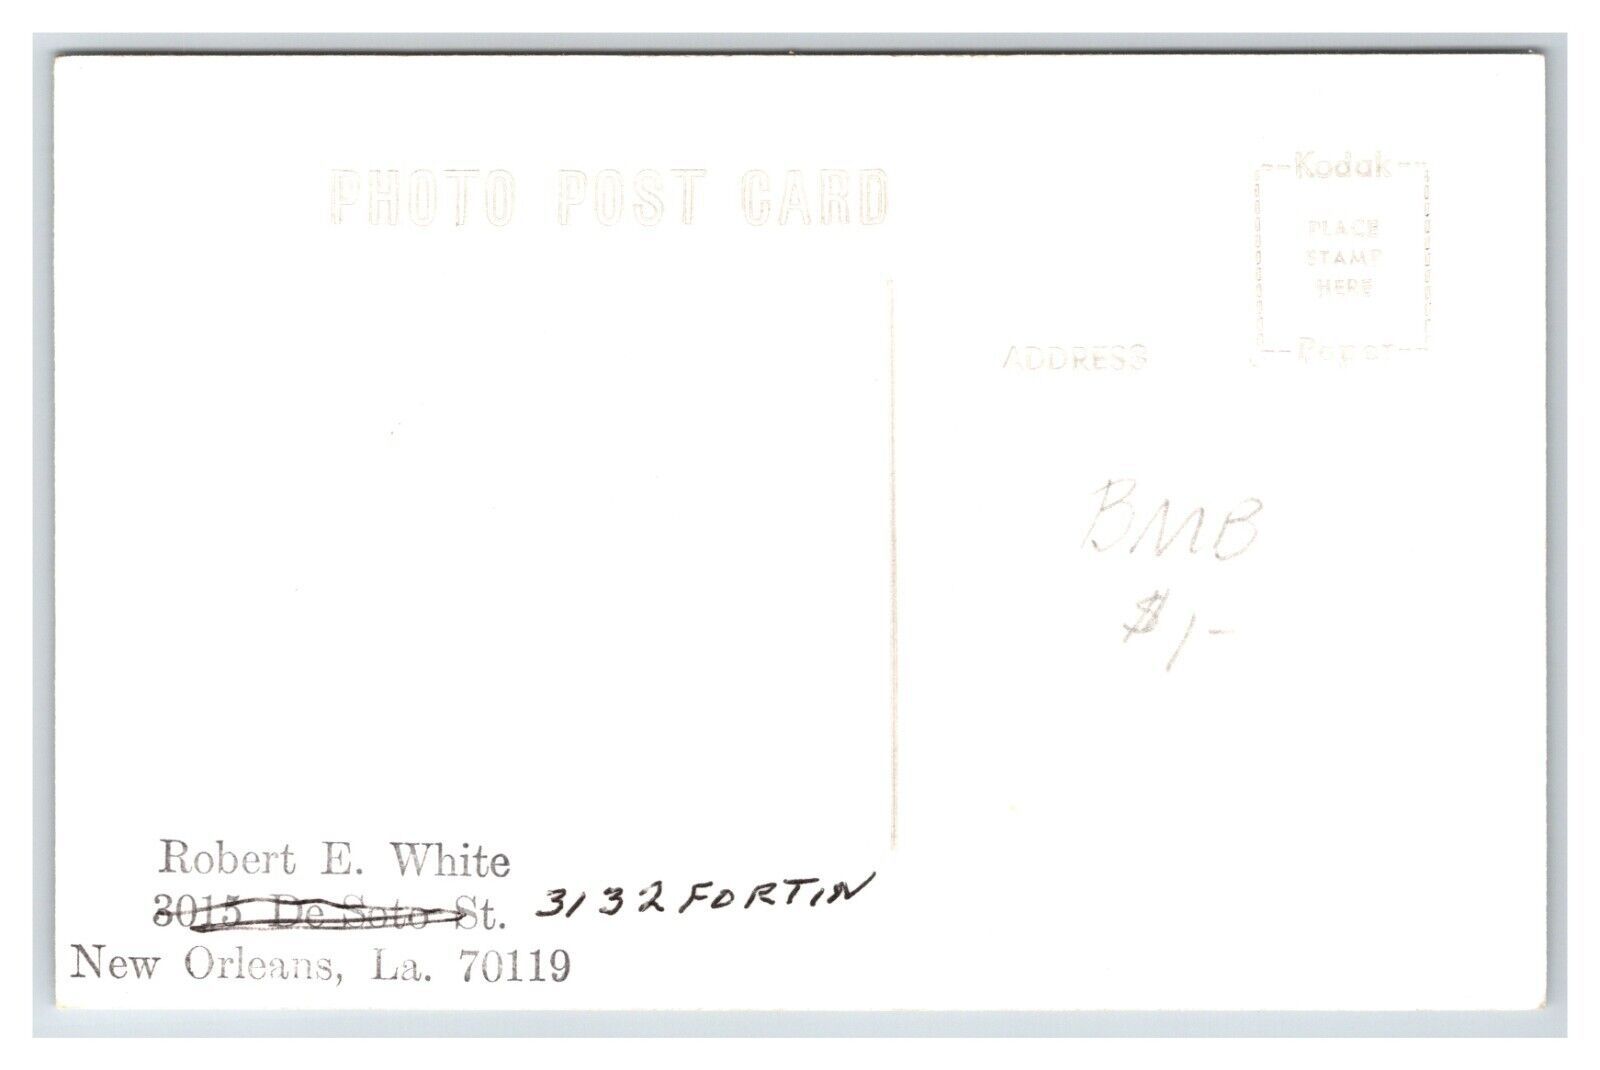 PHOTO POST CARD
Kodak
PLACE
STAMP
HERE
Paper
ADDRESS
BMB
$1-
Robert E. White
3015 De Soto St. 3132 FORTIN
New Orleans, La. 70119